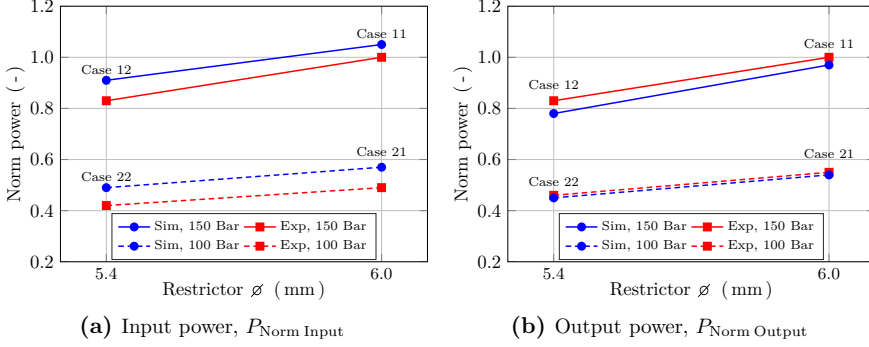 1.2
1.0
0.8
0.6
0.4
0.2
Norm power (-)
Case 11
Case 12
Case 21
Case 22
Sim, 150 Bar
Exp, 150 Bar
Sim, 100 Bar
Exp, 100 Bar
5.4
6.0
Restrictor ⌀ (mm)
(a) Input power, P_Norm Input
1.2
1.0
0.8
0.6
0.4
0.2
Norm power (-)
Case 11
Case 12
Case 21
Case 22
Sim, 150 Bar
Exp, 150 Bar
Sim, 100 Bar
Exp, 100 Bar
5.4
6.0
Restrictor ⌀ (mm)
(b) Output power, P_Norm Output